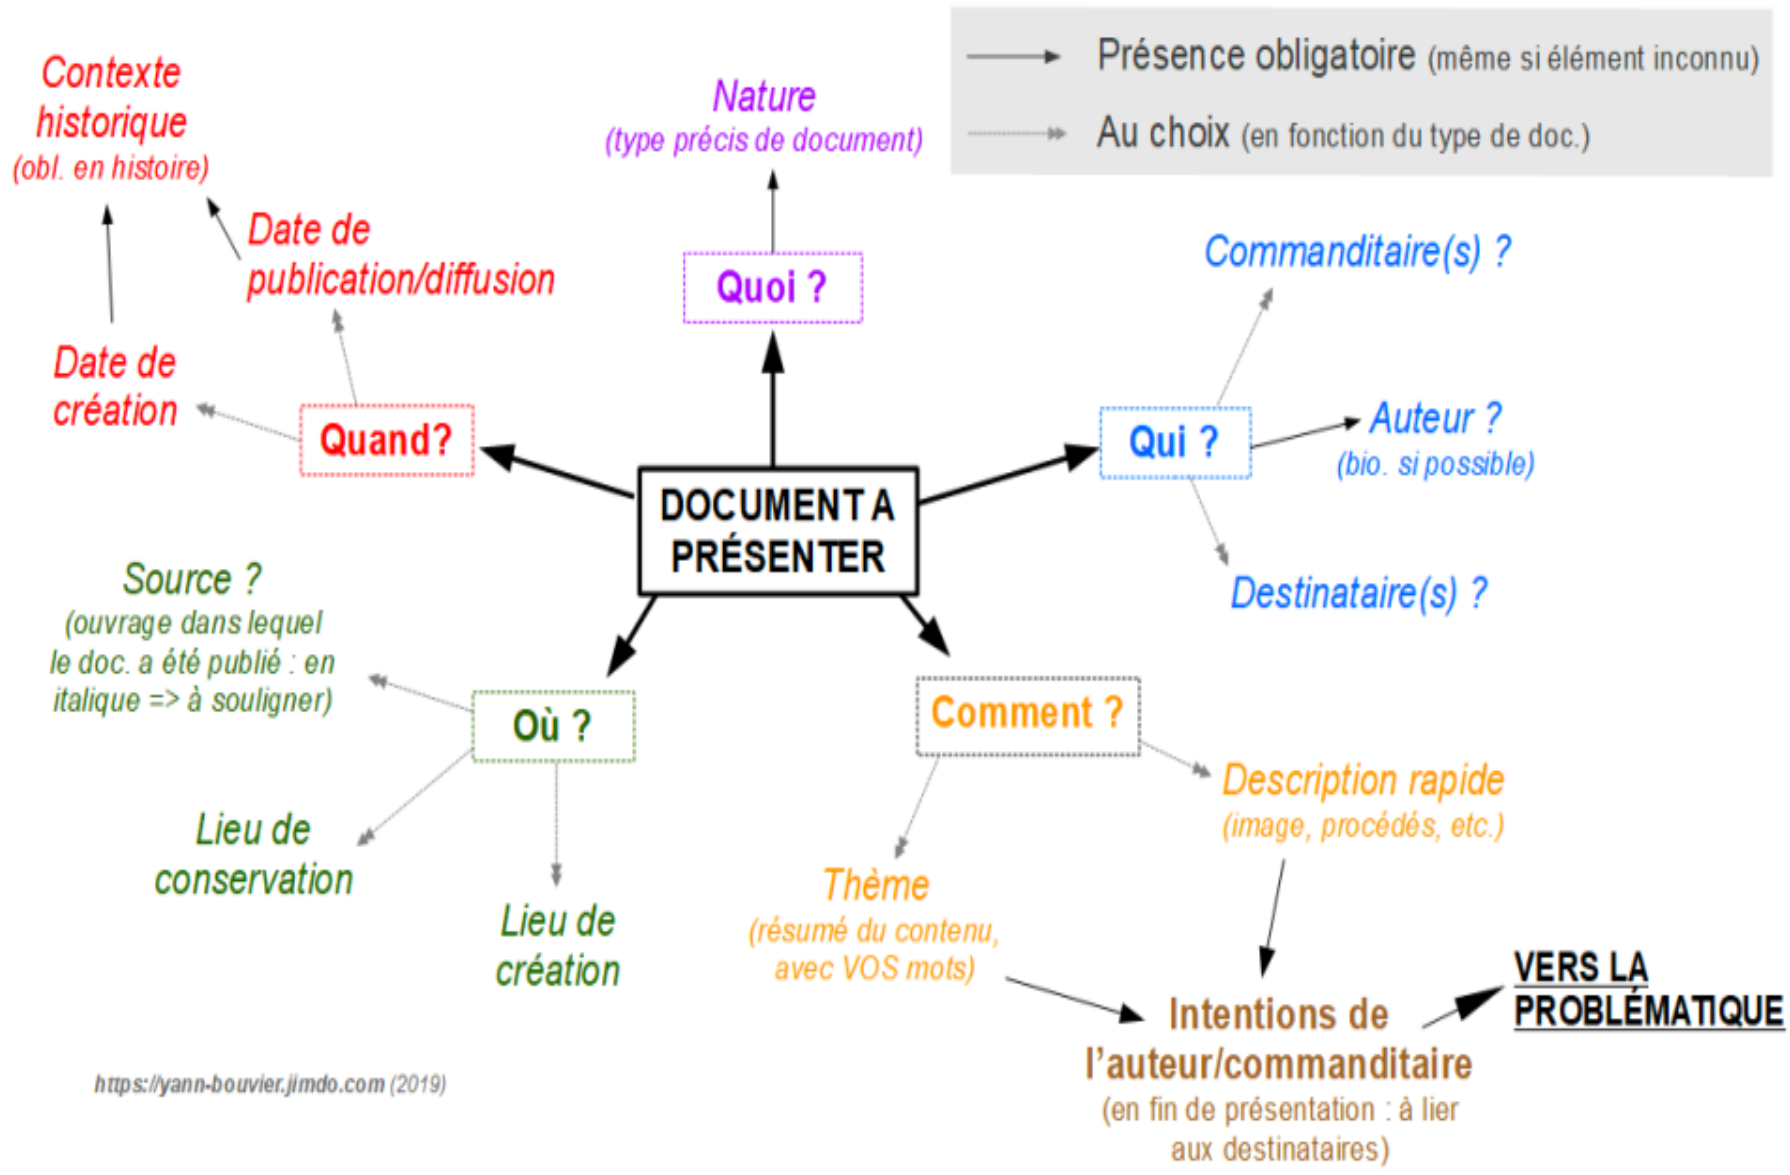 Présence obligatoire (même si élément inconnu)
Au choix (en fonction du type de doc.)
Contexte
historique
(obl. en histoire)
Date de
publication/diffusion
Date de
création
Quand?
Nature
(type précis de document)
Quoi ?
Commanditaire(s) ?
Auteur ?
(bio. si possible)
Qui ?
Destinataire(s) ?
DOCUMENT A
PRÉSENTER
Source ?
(ouvrage dans lequel
le doc. a été publié : en
italique => à souligner)
Où ?
Lieu de
conservation
Lieu de
création
Comment ?
Description rapide
(image, procédés, etc.)
Thème
(résumé du contenu,
avec VOS mots)
Intentions de
l'auteur/commanditaire
(en fin de présentation : à lier
aux destinataires)
VERS LA
PROBLÉMATIQUE
https://yann-bouvier.jimdo.com (2019)